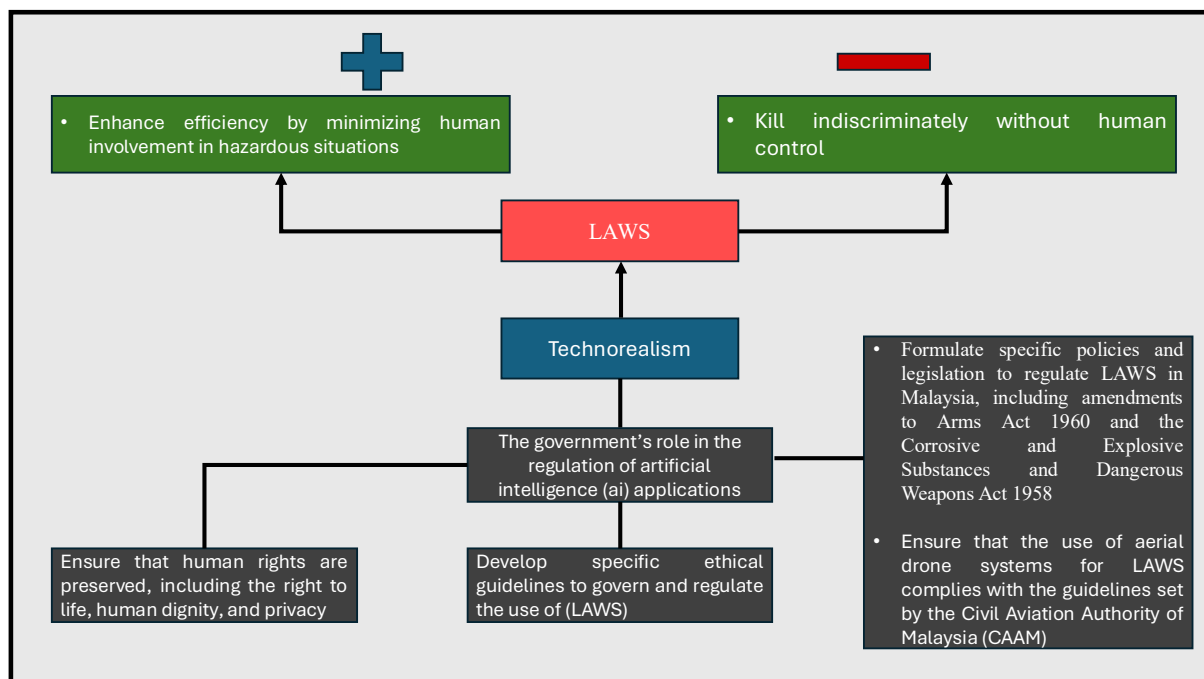 • Enhance efficiency by minimizing human
involvement in hazardous situations
• Kill indiscriminately without human
control
LAWS
Technorealism
The government's role in the
regulation of artificial
intelligence (ai) applications
• Formulate specific policies and
legislation to regulate LAWS in
Malaysia, including amendments
to Arms Act 1960 and the
Corrosive and Explosive
Substances and Dangerous
Weapons Act 1958
• Ensure that the use of aerial
drone systems for LAWS
complies with the guidelines set
by the Civil Aviation Authority of
Malaysia (CAAM)
Ensure that human rights are
preserved, including the right to
life, human dignity, and privacy
Develop specific ethical
guidelines to govern and regulate
the use of (LAWS)